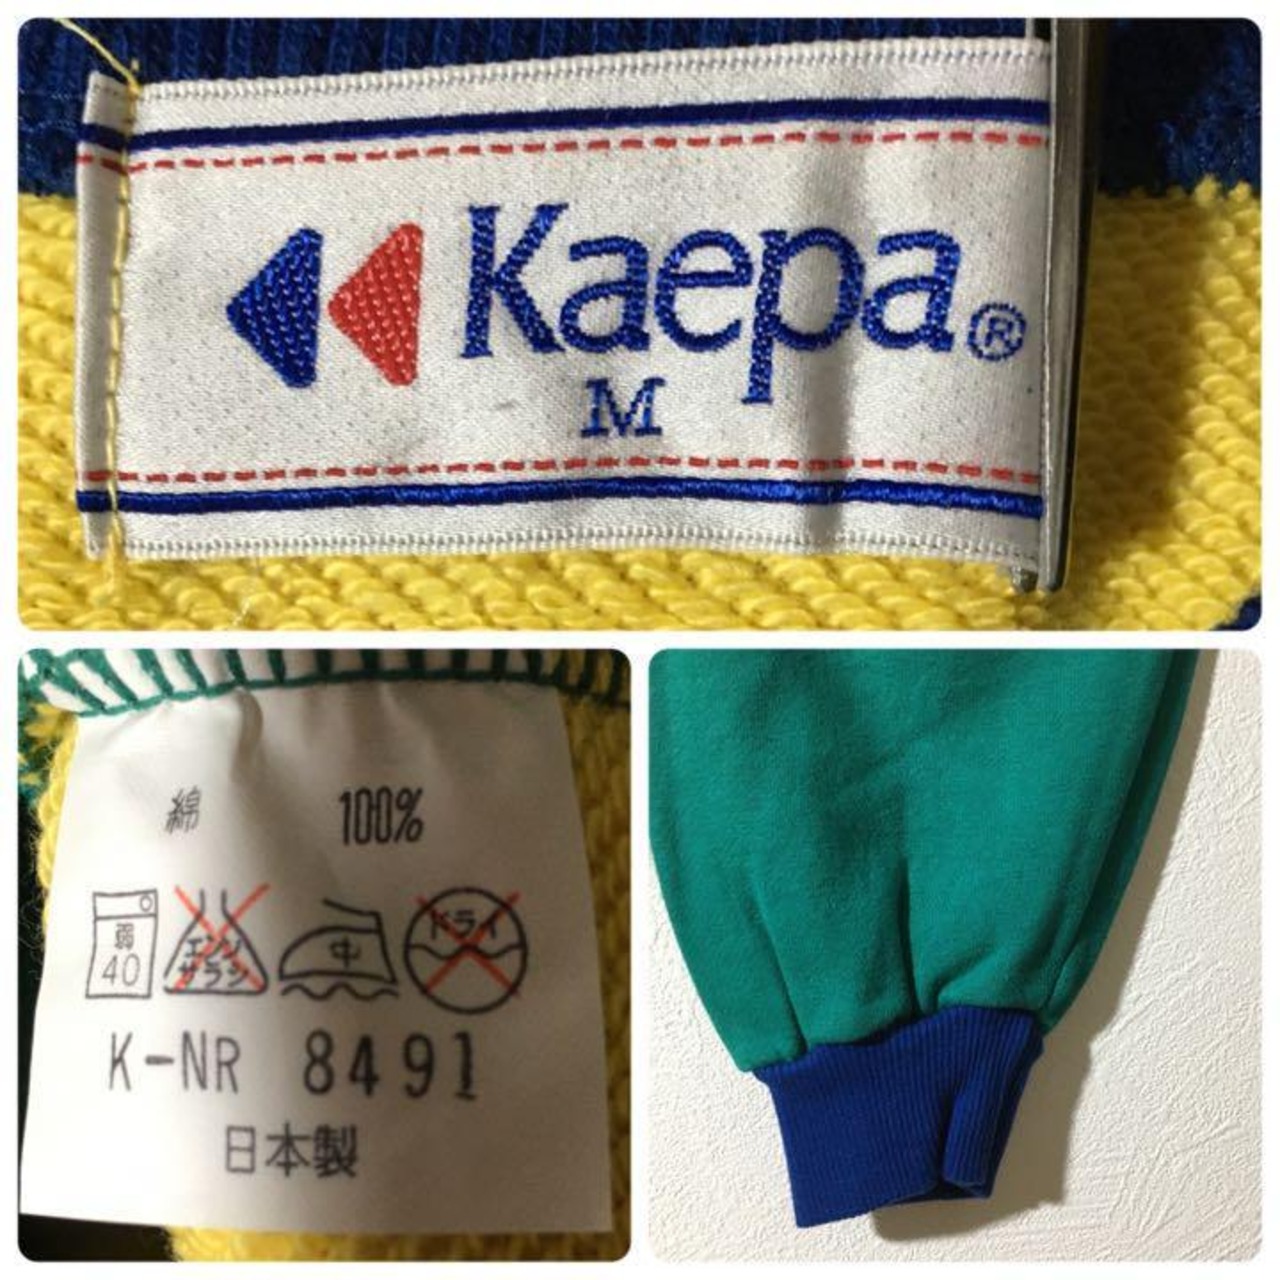 Kaepa®
M
綿 100%
弱 40 エンソ サラシ 中 ドライ
K-NR 8491
日本製